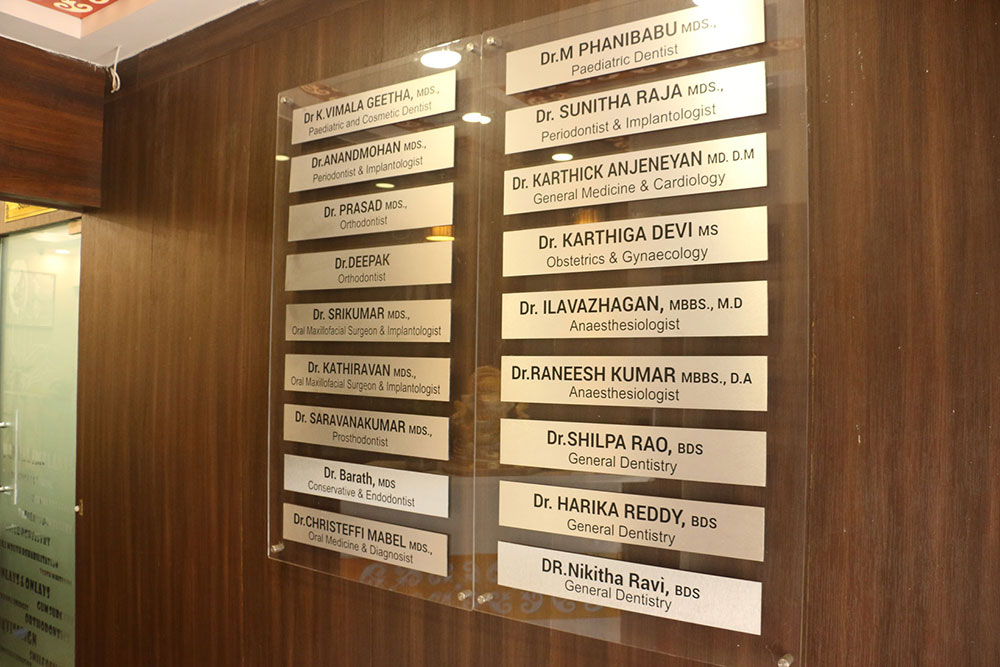 Dr K.VIMALA GEETHA, MDS.,
Paediatric and Cosmetic Dentist
Dr.ANANDMOHAN MDS.,
Periodontist & Implantologist
Dr. PRASAD MDS.,
Orthodontist
Dr.DEEPAK
Orthodontist
Dr. SRIKUMAR MDS.,
Oral Maxillofacial Surgeon & Implantologist
Dr. KATHIRAVAN MDS.,
Oral Maxillofacial Surgeon & Implantologist
Dr. SARAVANAKUMAR MDS.,
Prosthodontist
Dr. Barath, MDS
Conservative & Endodontist
Dr.CHRISTEFFI MABEL MDS.,
Oral Medicine & Diagnosist
Dr.M PHANIBABU MDS.,
Paediatric Dentist
Dr. SUNITHA RAJA MDS.,
Periodontist & Implantologist
Dr. KARTHICK ANJENEYAN MD. D.M
General Medicine & Cardiology
Dr. KARTHIGA DEVI MS
Obstetrics & Gynaecology
Dr. ILAVAZHAGAN, MBBS., M.D
Anaesthesiologist
Dr.RANEESH KUMAR MBBS., D.A
Anaesthesiologist
Dr.SHILPA RAO, BDS
General Dentistry
Dr. HARIKA REDDY, BDS
General Dentistry
DR.Nikitha Ravi, BDS
General Dentistry